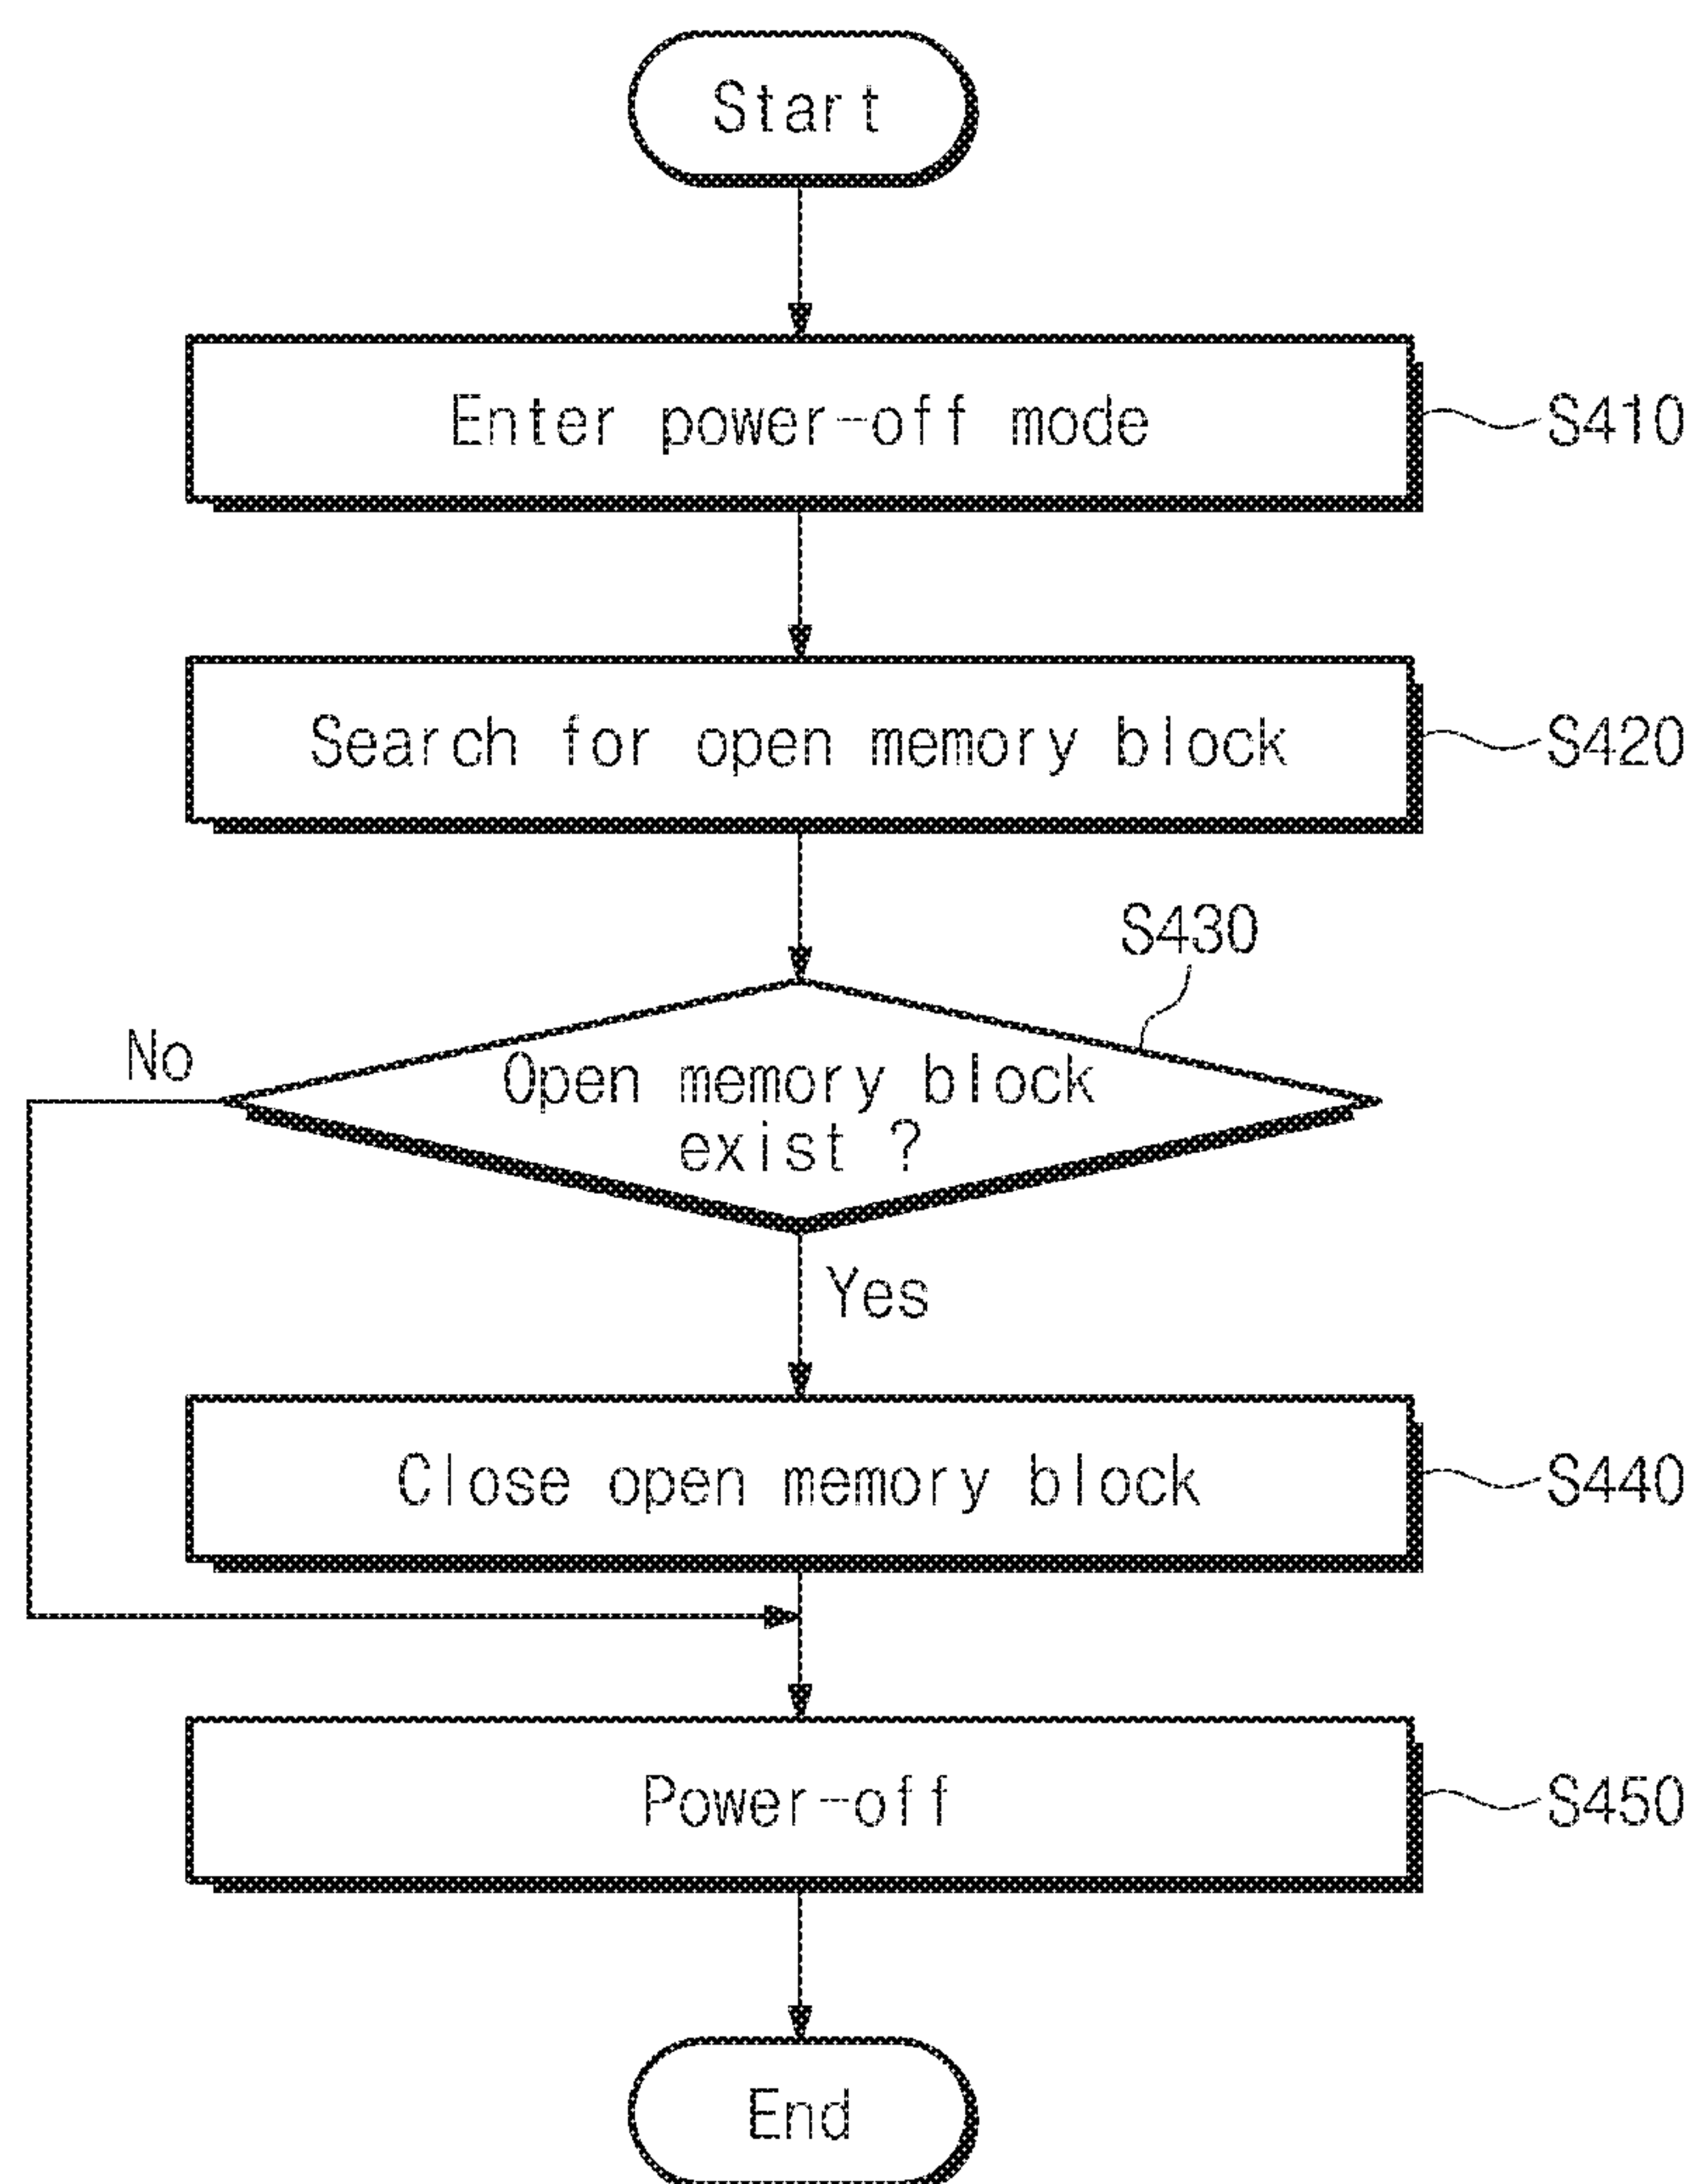 Start
Enter power-off mode
S410
Search for open memory block
S420
S430
No
Open memory block
exist ?
Yes
Close open memory block
S440
Power-off
S450
End